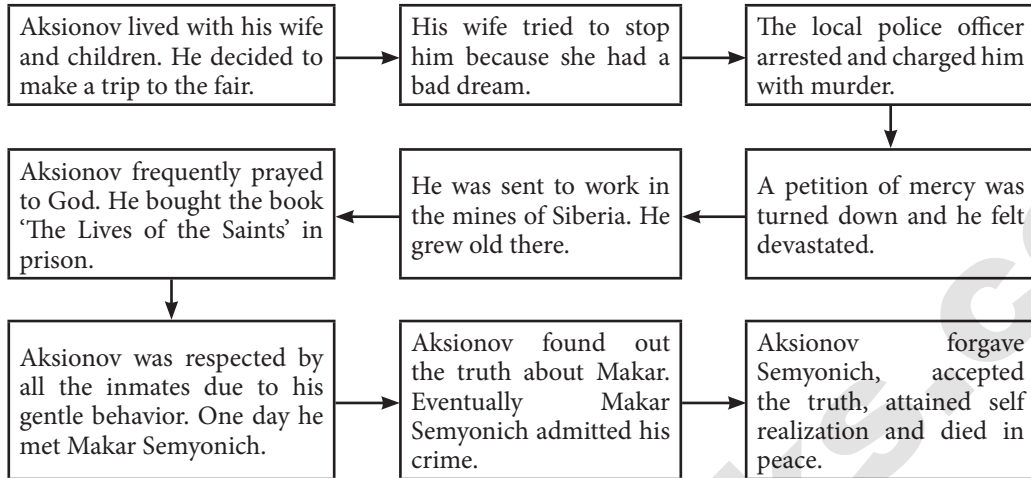 Aksionov lived with his wife
and children. He decided to
make a trip to the fair.
His wife tried to stop
him because she had a
bad dream.
The local police officer
arrested and charged him
with murder.
A petition of mercy was
turned down and he felt
devastated.
He was sent to work in
the mines of Siberia. He
grew old there.
Aksionov frequently prayed
to God. He bought the book
‘The Lives of the Saints’ in
prison.
Aksionov was respected by
all the inmates due to his
gentle behavior. One day he
met Makar Semyonich.
Aksionov found out
the truth about Makar.
Eventually Makar
Semyonich admitted his
crime.
Aksionov forgave
Semyonich, accepted
the truth, attained self
realization and died in
peace.